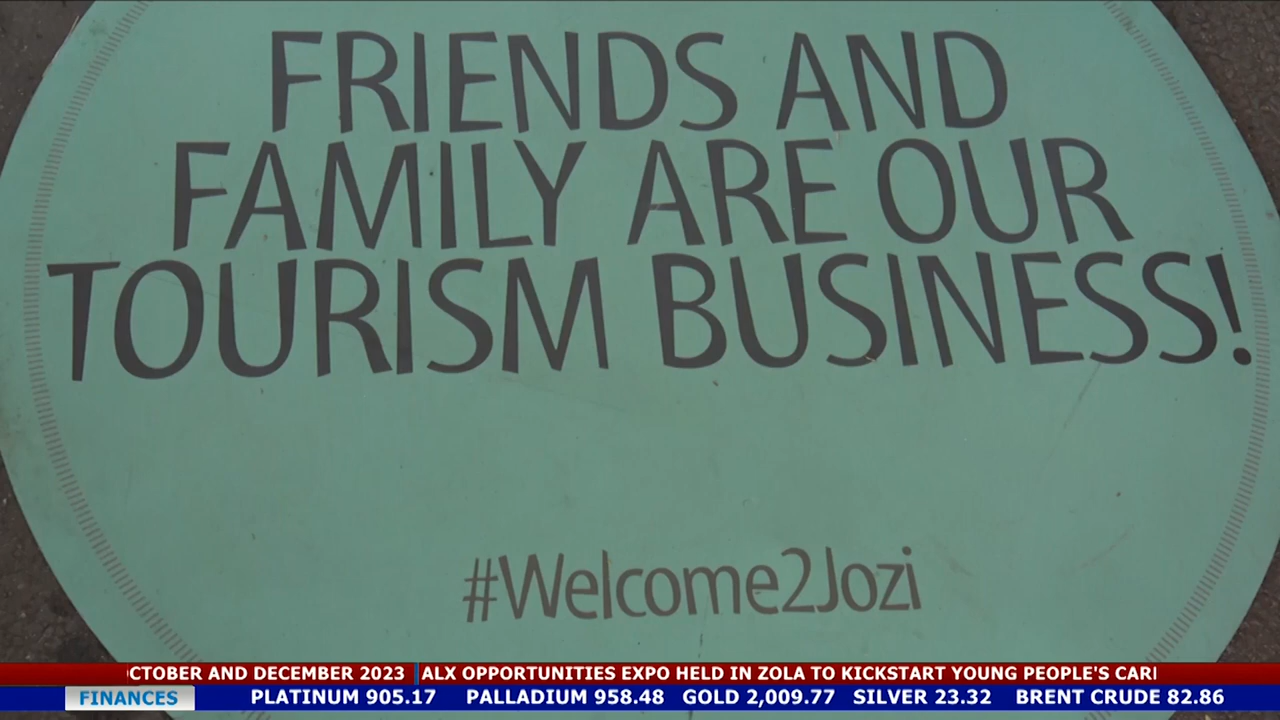 FRIENDS AND
FAMILY ARE OUR
TOURISM BUSINESS!
#Welcome2Jozi
CTOBER AND DECEMBER 2023 ALX OPPORTUNITIES EXPO HELD IN ZOLA TO KICKSTART YOUNG PEOPLE'S CAR
FINANCES PLATINUM 905.17 PALLADIUM 958.48 GOLD 2,009.77 SILVER 23.32 BRENT CRUDE 82.86